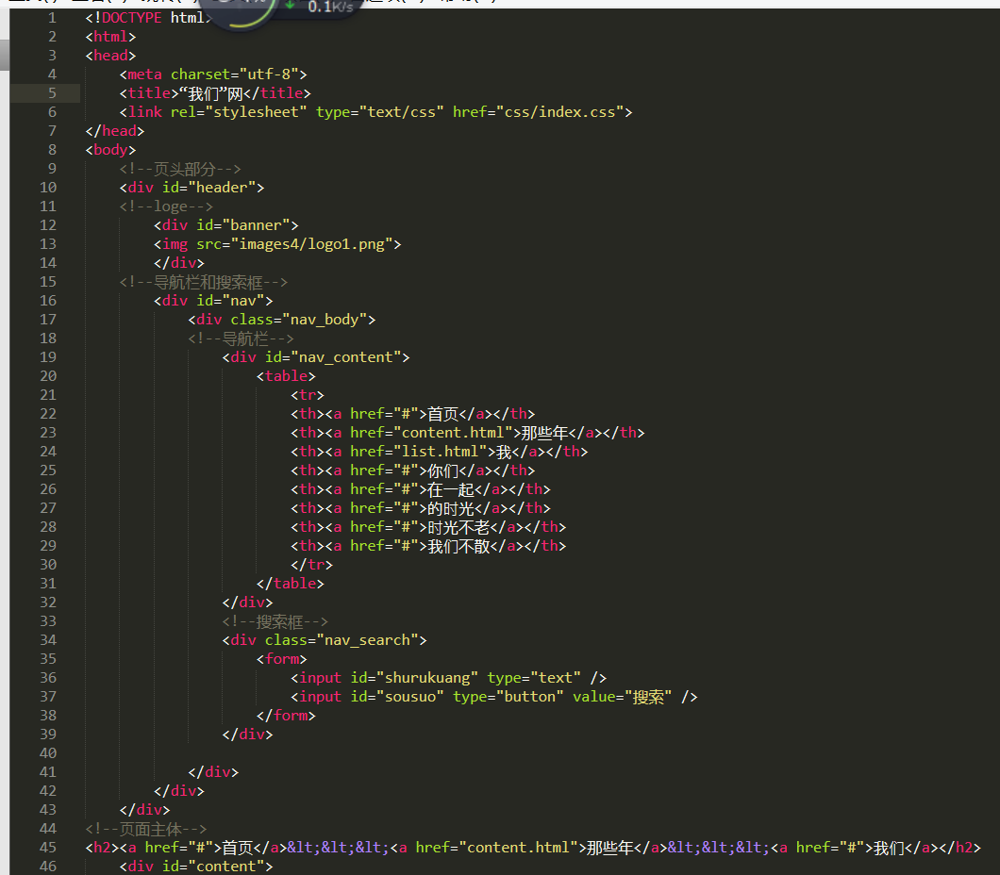 0.1K/s
1 <!DOCTYPE html>
2 <html>
3 <head>
4 <meta charset="utf-8">
5 <title>“我们”网</title>
6 <link rel="stylesheet" type="text/css" href="css/index.css">
7 </head>
8 <body>
9 <!--页头部分-->
10 <div id="header">
11 <!--loge-->
12 <div id="banner">
13 <img src="images4/logo1.png">
14 </div>
15 <!--导航栏和搜索框-->
16 <div id="nav">
17 <div class="nav_body">
18 <!--导航栏-->
19 <div id="nav_content">
20 <table>
21 <tr>
22 <th><a href="#">首页</a></th>
23 <th><a href="content.html">那些年</a></th>
24 <th><a href="list.html">我</a></th>
25 <th><a href="#">你们</a></th>
26 <th><a href="#">在一起</a></th>
27 <th><a href="#">的时光</a></th>
28 <th><a href="#">时光不老</a></th>
29 <th><a href="#">我们不散</a></th>
30 </tr>
31 </table>
32 </div>
33 <!--搜索框-->
34 <div class="nav_search">
35 <form>
36 <input id="shurukuang" type="text" />
37 <input id="sousuo" type="button" value="搜索" />
38 </form>
39 </div>
40
41 </div>
42 </div>
43 </div>
44 <!--页面主体-->
45 <h2><a href="#">首页</a>&lt;&lt;&lt;<a href="content.html">那些年</a>&lt;&lt;&lt;<a href="#">我们</a></h2>
46 <div id="content">